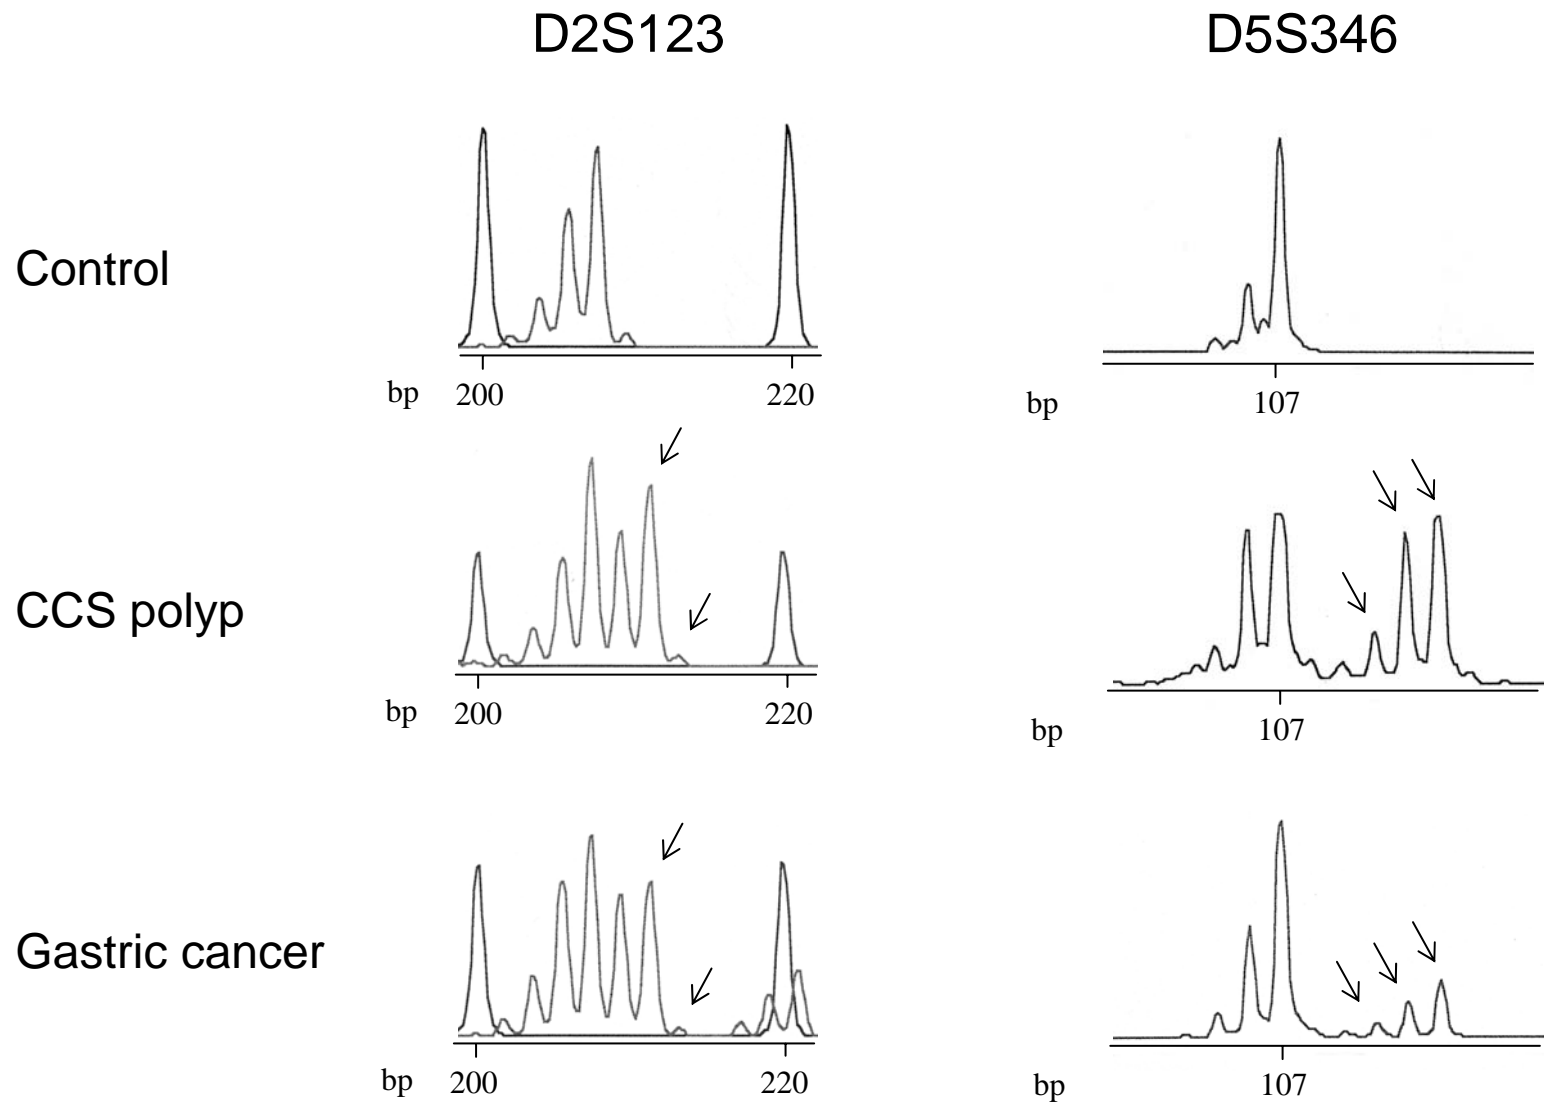 D2S123 D5S346
Control
bp 200 220 bp 107
CCS polyp
bp 200 220 bp 107
Gastric cancer
bp 200 220 bp 107